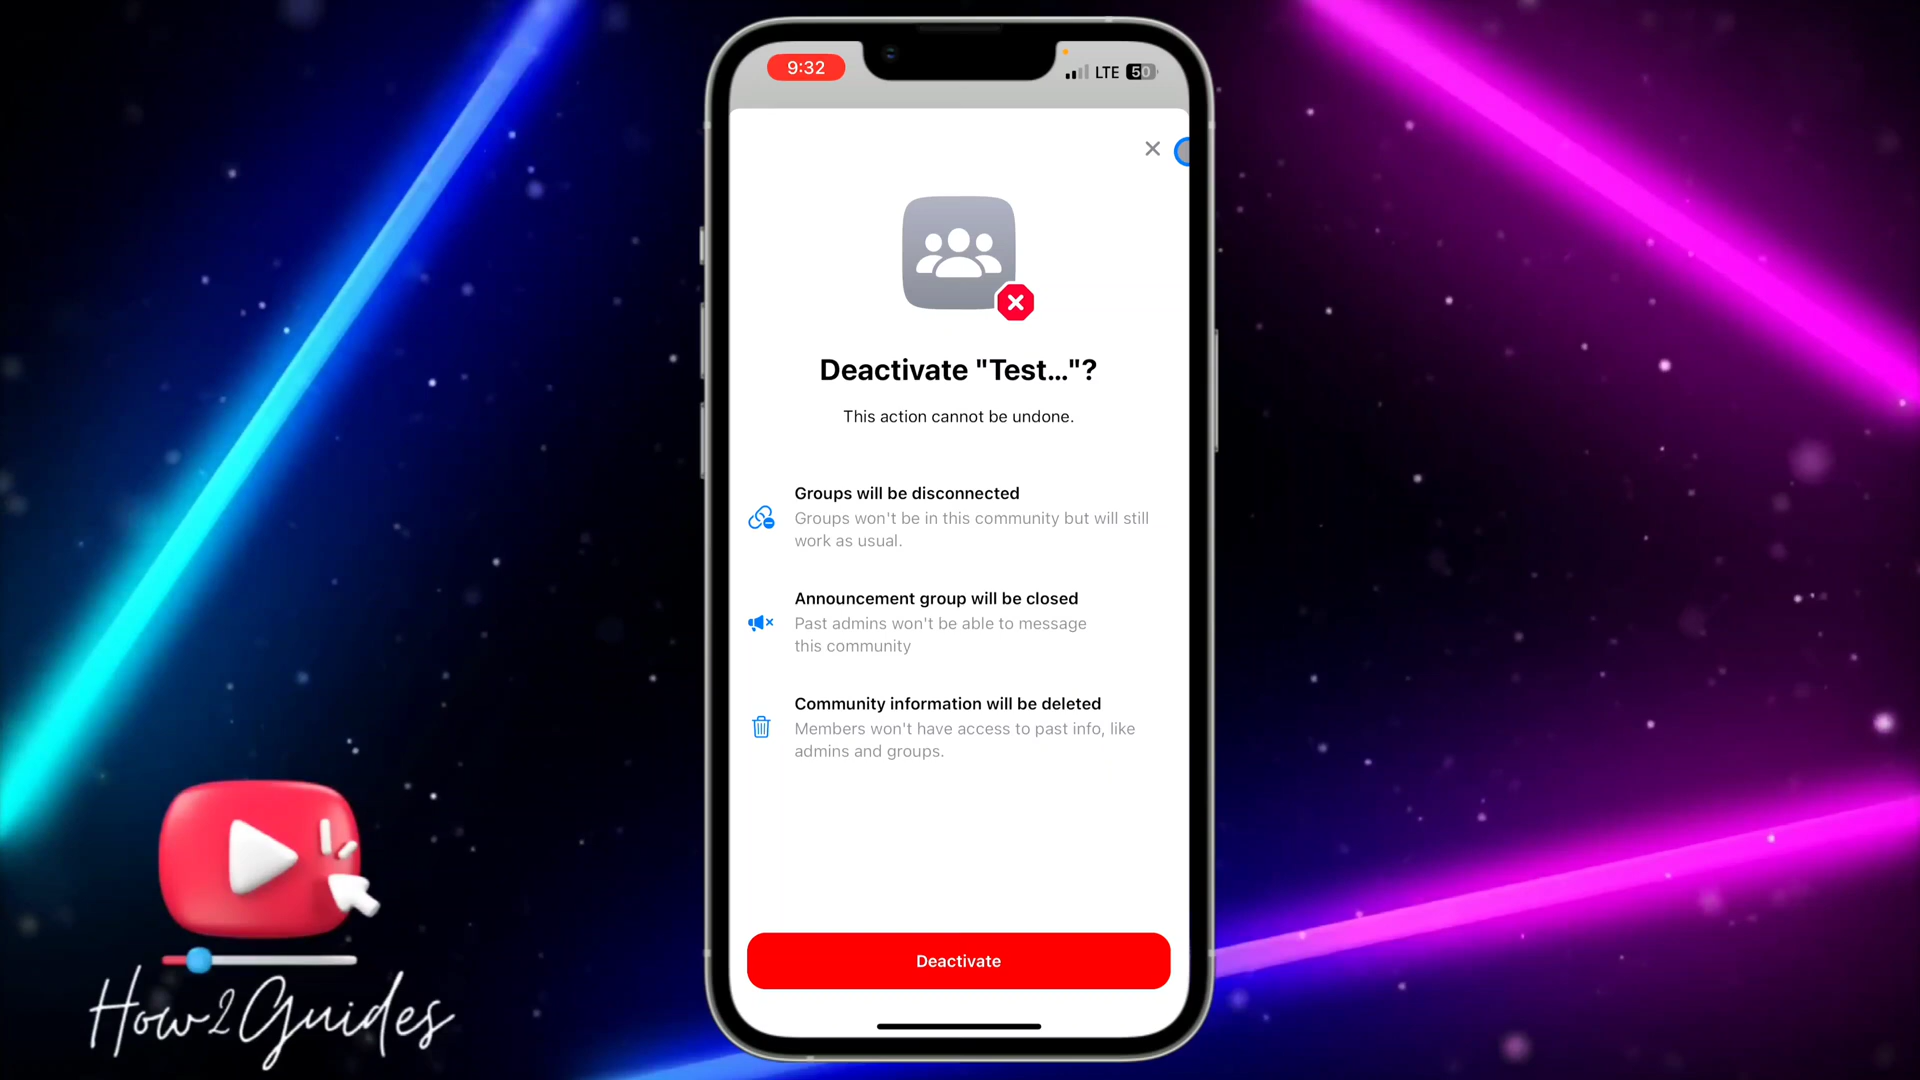 9:32
LTE 50
Deactivate "Test..."?
This action cannot be undone.
Groups will be disconnected
Groups won't be in this community but will still
work as usual.
Announcement group will be closed
Past admins won't be able to message
this community
Community information will be deleted
Members won't have access to past info, like
admins and groups.
Deactivate
How2Guides